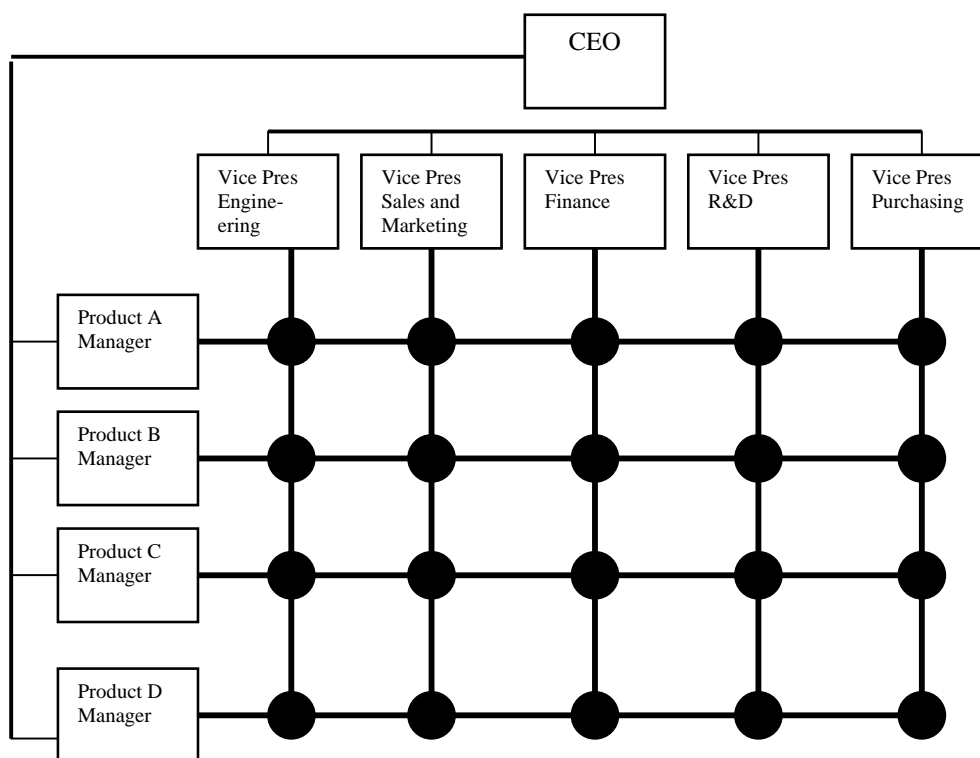 CEO
Vice Pres
Engine-
ering
Vice Pres
Sales and
Marketing
Vice Pres
Finance
Vice Pres
R&D
Vice Pres
Purchasing
Product A
Manager
Product B
Manager
Product C
Manager
Product D
Manager